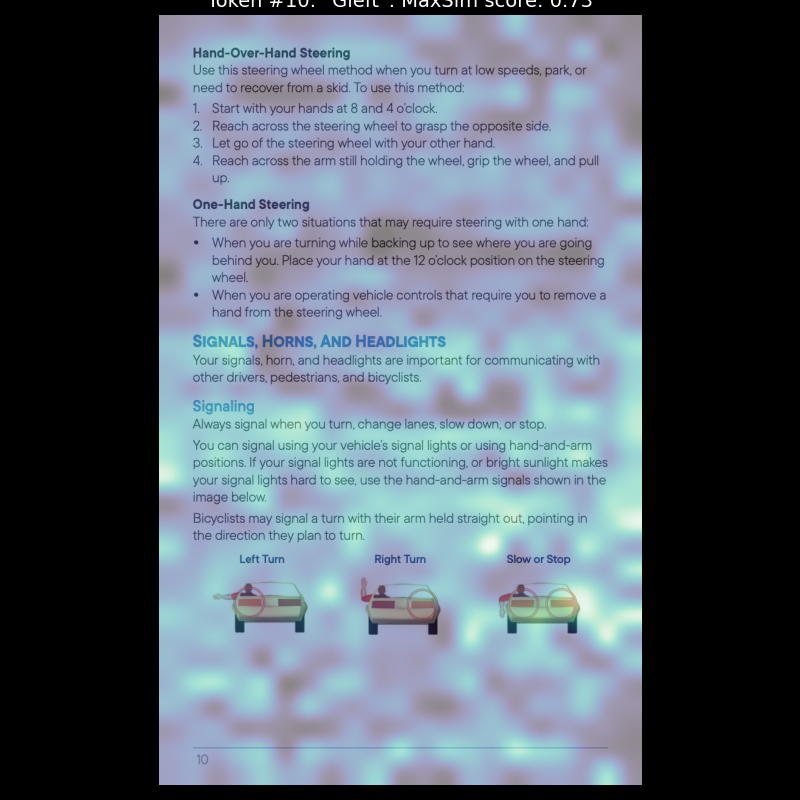 Token #10: "Gleft". MaxSim score: 0.73
Hand-Over-Hand Steering
Use this steering wheel method when you turn at low speeds, park, or
need to recover from a skid. To use this method:
1. Start with your hands at 8 and 4 o'clock.
2. Reach across the steering wheel to grasp the opposite side.
3. Let go of the steering wheel with your other hand.
4. Reach across the arm still holding the wheel, grip the wheel, and pull
up.
One-Hand Steering
There are only two situations that may require steering with one hand:
• When you are turning while backing up to see where you are going
behind you. Place your hand at the 12 o'clock position on the steering
wheel.
• When you are operating vehicle controls that require you to remove a
hand from the steering wheel.
SIGNALS, HORNS, AND HEADLIGHTS
Your signals, horn, and headlights are important for communicating with
other drivers, pedestrians, and bicyclists.
Signaling
Always signal when you turn, change lanes, slow down, or stop.
You can signal using your vehicle's signal lights or using hand-and-arm
positions. If your signal lights are not functioning, or bright sunlight makes
your signal lights hard to see, use the hand-and-arm signals shown in the
image below.
Bicyclists may signal a turn with their arm held straight out, pointing in
the direction they plan to turn.
Left Turn Right Turn Slow or Stop
10